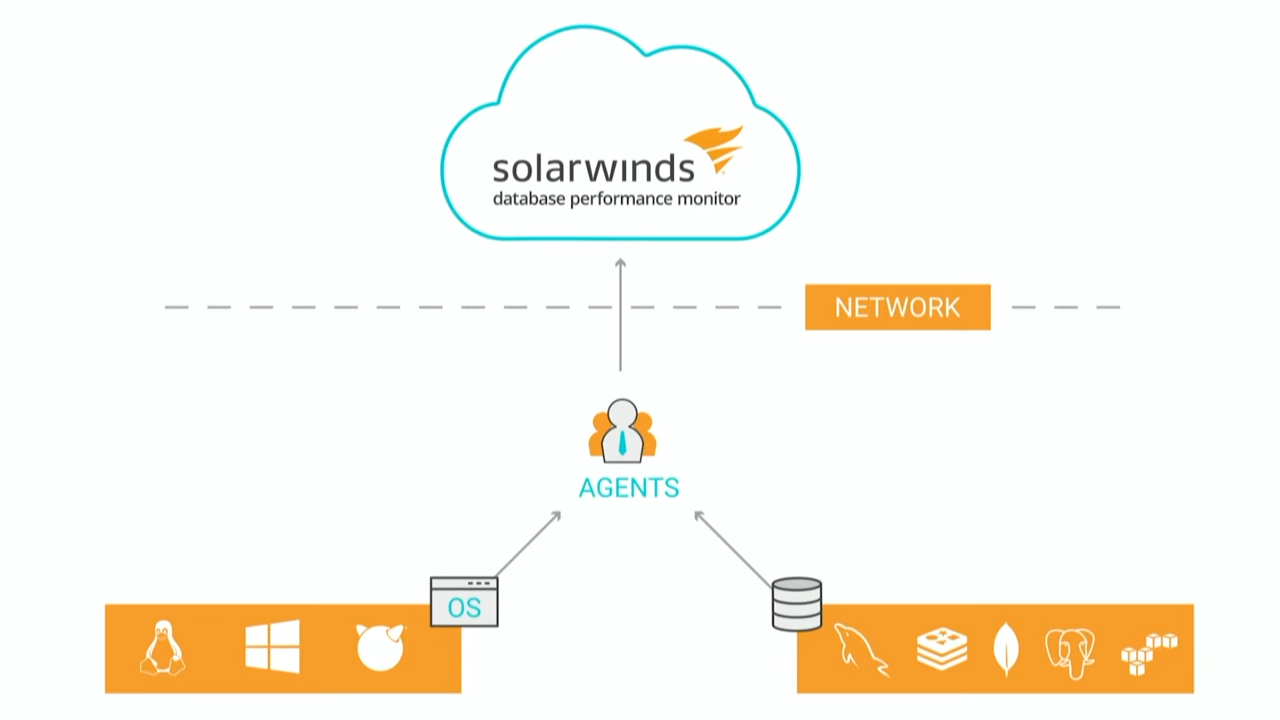 solarwinds
database performance monitor
NETWORK
AGENTS
OS